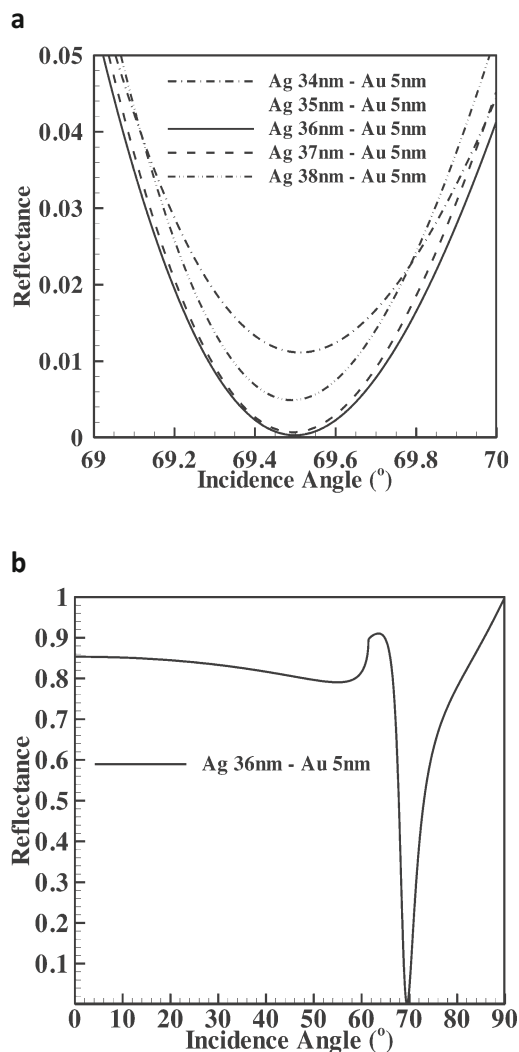 a
0.05
0.04
0.03
0.02
0.01
0
Reflectance
Ag 34nm - Au 5nm
Ag 35nm - Au 5nm
Ag 36nm - Au 5nm
Ag 37nm - Au 5nm
Ag 38nm - Au 5nm
69 69.2 69.4 69.6 69.8 70
Incidence Angle (º)
b
1
0.9
0.8
0.7
0.6
0.5
0.4
0.3
0.2
0.1
Reflectance
Ag 36nm - Au 5nm
0 10 20 30 40 50 60 70 80 90
Incidence Angle (º)